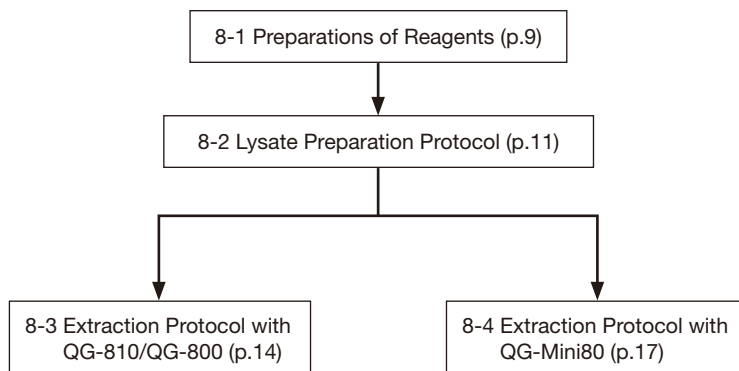 8-1 Preparations of Reagents (p.9)
8-2 Lysate Preparation Protocol (p.11)
8-3 Extraction Protocol with
QG-810/QG-800 (p.14)
8-4 Extraction Protocol with
QG-Mini80 (p.17)